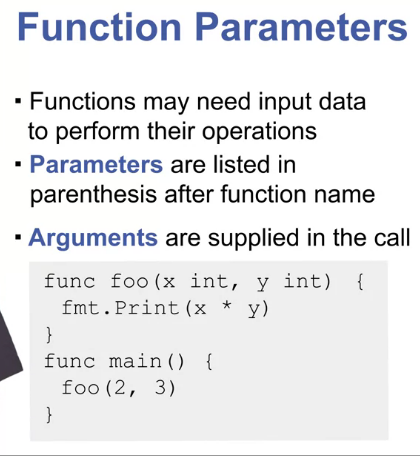 Function Parameters
▪ Functions may need input data
to perform their operations
▪ Parameters are listed in
parenthesis after function name
▪ Arguments are supplied in the call
func foo(x int, y int) {
  fmt.Print(x * y)
}
func main() {
  foo(2, 3)
}